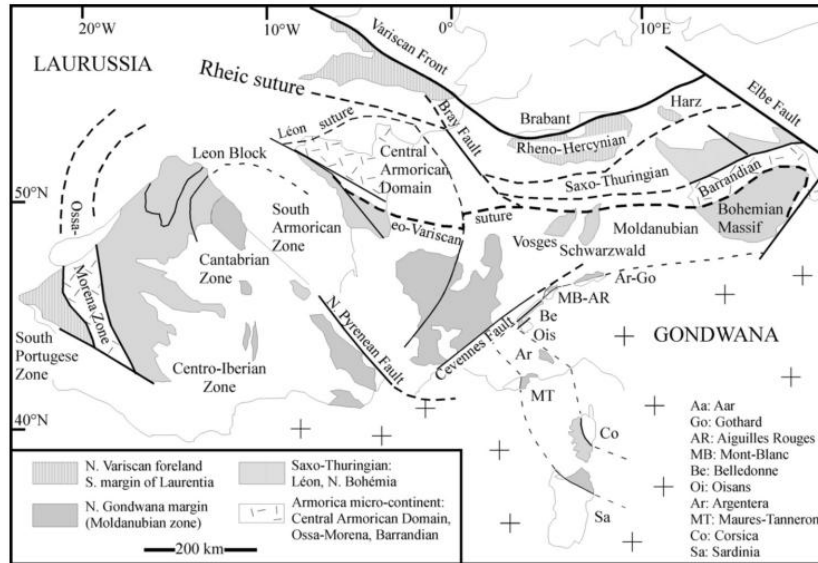 20°W
10°W
0°
10°E
LAURUSSIA
Variscan Front
Rheic suture
Elbe Fault
Harz
Brabant
Bray Fault
Léon suture
Rheno-Hercynian
Leon Block
Central
Armorican
Domain
Saxo-Thuringian
Barrandian
50°N
Ossa-
South
Armorican
Zone
eo-Variscan suture
Moldanubian
Bohemian
Massif
Vosges
Schwarzwald
Cantabrian
Zone
Ar-Go
MB-AR
Morena-Zone
N. Pyrenean Fault
Cevennes Fault
Be
Ois
GONDWANA
South
Portugese
Zone
Centro-Iberian
Zone
Ar
MT
40°N
Co
Sa
Aa: Aar
Go: Gothard
AR: Aiguilles Rouges
MB: Mont-Blanc
Be: Belledonne
Oi: Oisans
Ar: Argentera
MT: Maures-Tanneron
Co: Corsica
Sa: Sardinia
N. Variscan foreland
S. margin of Laurentia
Saxo-Thuringian:
Léon, N. Bohémia
N. Gondwana margin
(Moldanubian zone)
Armorica micro-continent:
Central Armorican Domain,
Ossa-Morena, Barrandian
200 km